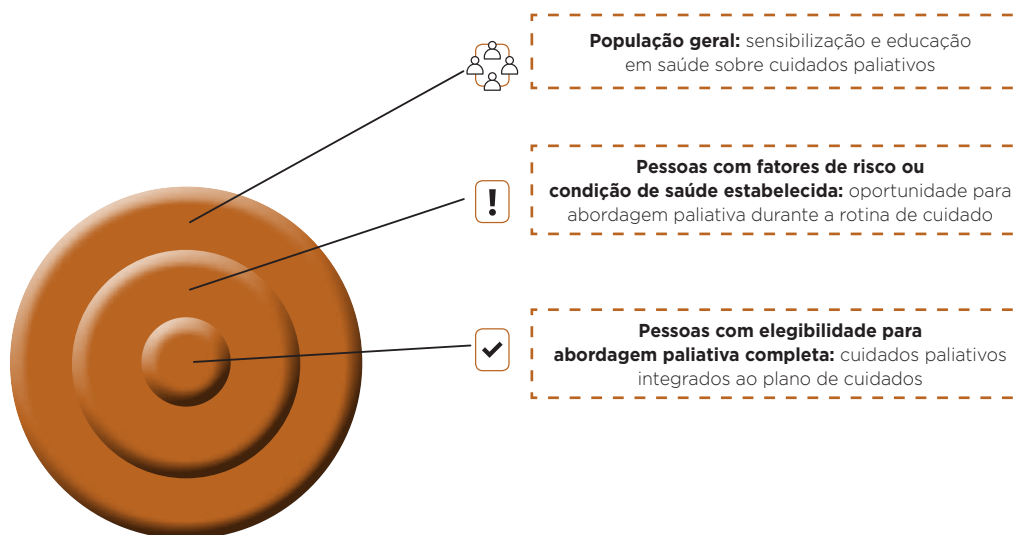 População geral: sensibilização e educação
em saúde sobre cuidados paliativos
Pessoas com fatores de risco ou
condição de saúde estabelecida: oportunidade para
abordagem paliativa durante a rotina de cuidado
Pessoas com elegibilidade para
abordagem paliativa completa: cuidados paliativos
integrados ao plano de cuidados